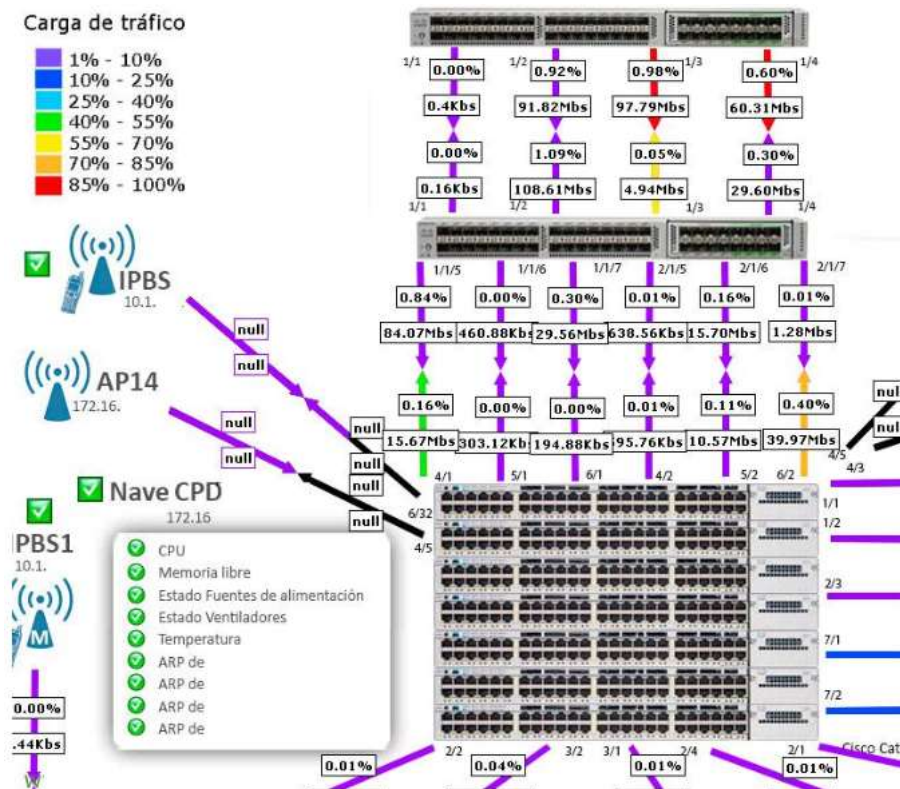 Carga de tráfico
1% - 10%
10% - 25%
25% - 40%
40% - 55%
55% - 70%
70% - 85%
85% - 100%
1/1 1/2 1/3 1/4
0.00% 0.92% 0.98% 0.60%
0.4Kbs 91.82Mbs 97.79Mbs 60.31Mbs
0.00% 1.09% 0.05% 0.30%
0.16Kbs 108.61Mbs 4.94Mbs 29.60Mbs
1/1 1/2 1/3 1/4
IPBS
10.1.
1/1/5 1/1/6 1/1/7 2/1/5 2/1/6 2/1/7
0.84% 0.00% 0.30% 0.01% 0.16% 0.01%
84.07Mbs 460.88Kbs 29.56Mbs 638.56Kbs 15.70Mbs 1.28Mbs
null
null
AP14
172.16.
null
null
0.16% 0.00% 0.00% 0.01% 0.11% 0.40%
15.67Mbs 303.12Kbs 194.88Kbs 95.76Kbs 10.57Mbs 39.97Mbs
null
null
null
null
null
nu
4/5
4/3
4/1 5/1 6/1 4/2 5/2 6/2
Nave CPD
172.16
6/32
4/5
1/1
1/2
2/3
7/1
7/2
PBS1
10.1.
M
CPU
Memoria libre
Estado Fuentes de alimentación
Estado Ventiladores
Temperatura
ARP de
ARP de
ARP de
ARP de
0.00%
.44Kbs
W
2/2 3/2 3/1 2/4 2/1
Cisco Cat
0.01% 0.04% 0.01% 0.01%